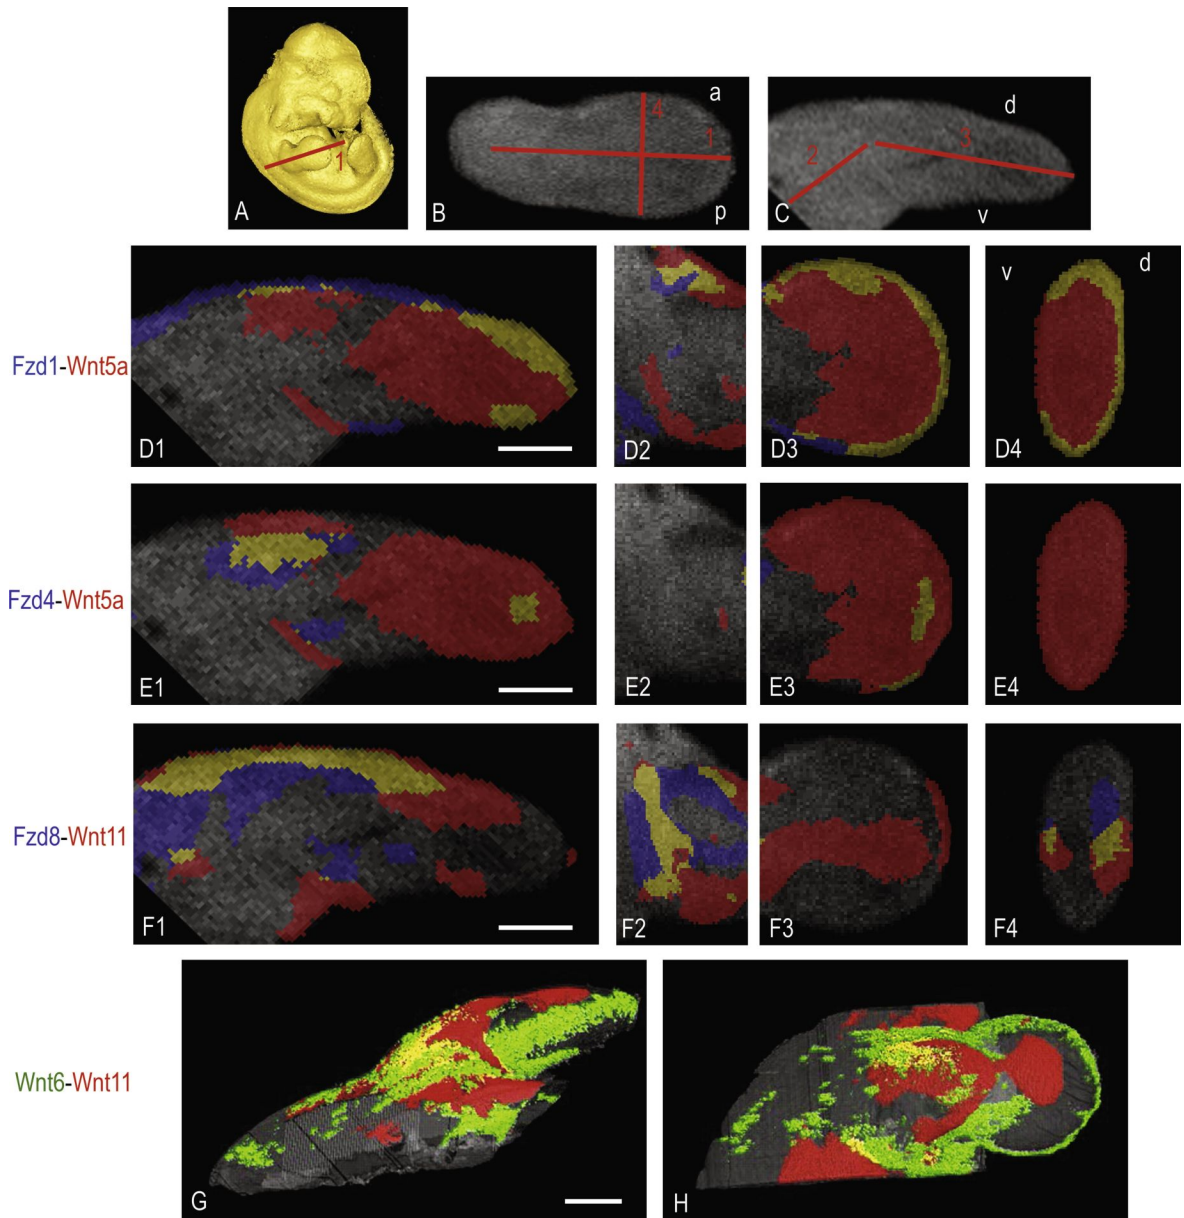 A
1
B
4
1
a
p
C
2
3
d
v
Fzd1-Wnt5a
D1
D2
D3
v
d
D4
Fzd4-Wnt5a
E1
E2
E3
E4
Fzd8-Wnt11
F1
F2
F3
F4
Wnt6-Wnt11
G
H